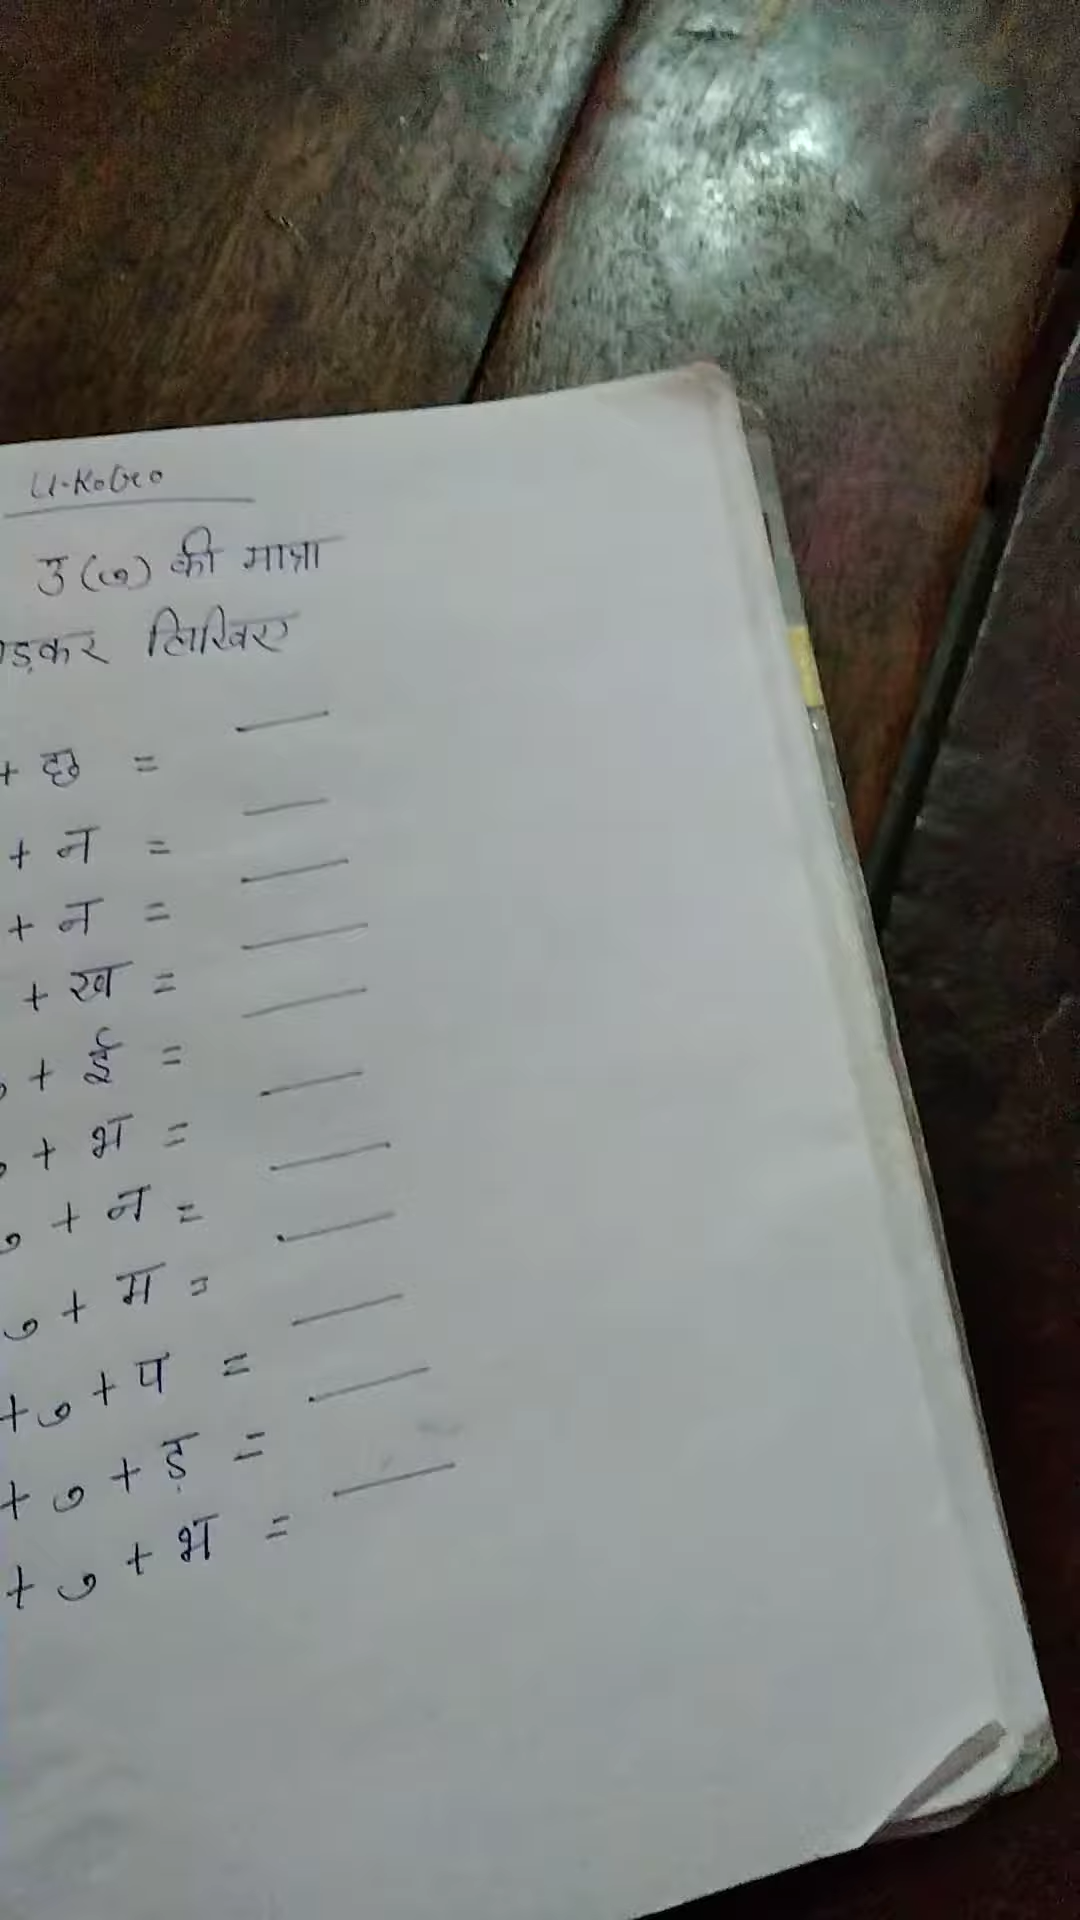 U.K.G.
उ (ु) की मात्रा
ड़कर लिखिए
+ छ =
+ न =
+ न =
+ ख =
ु + ई =
ु + भ =
ु + न =
ु + म =
+ ु + प =
+ ु + ड़ =
+ ु + भ =